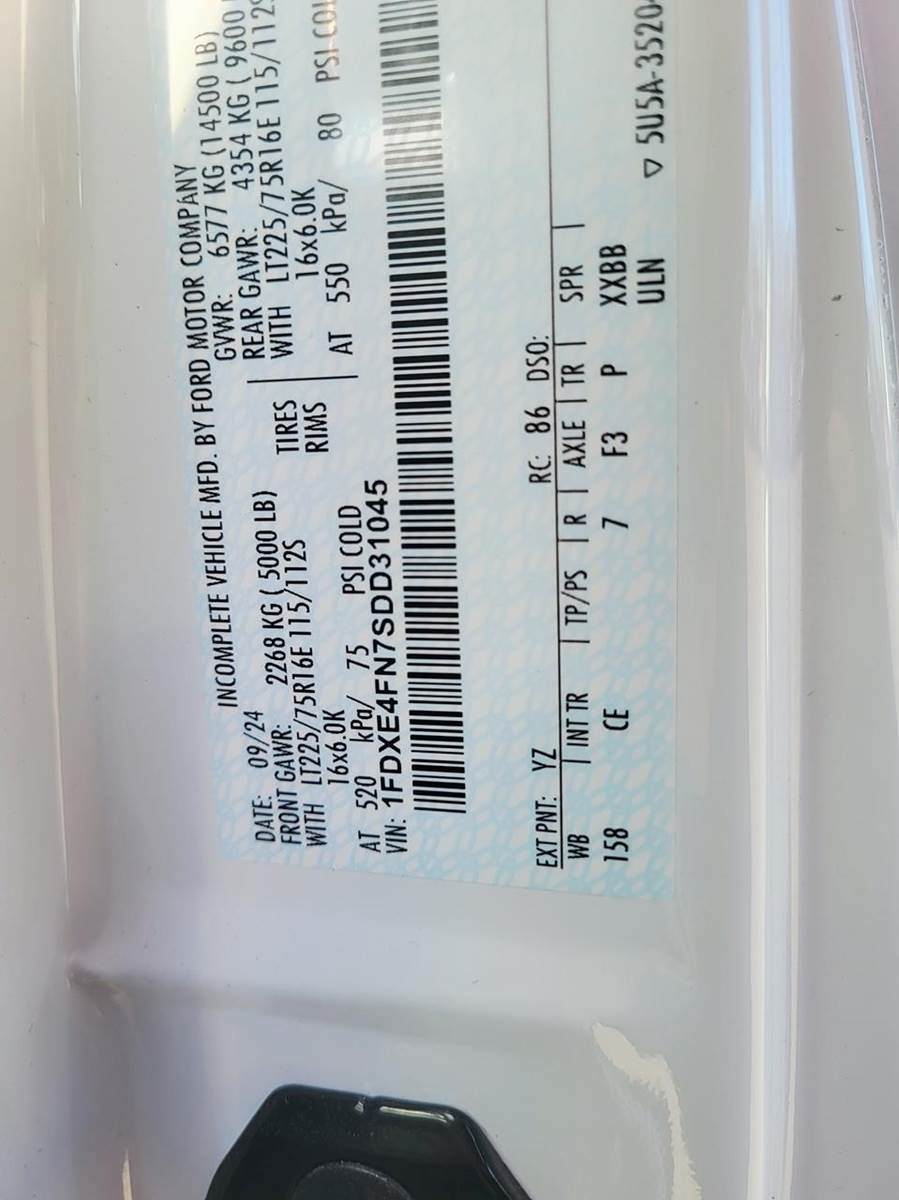 INCOMPLETE VEHICLE MFD. BY FORD MOTOR COMPANY
DATE: 09/24 GVWR: 6577 KG (14500 LB)
FRONT GAWR: 2268 KG ( 5000 LB) REAR GAWR: 4354 KG ( 9600
WITH LT225/75R16E 115/112S TIRES WITH LT225/75R16E 115/112S
16x6.0K RIMS 16x6.0K
AT 520 kPa/ 75 PSI COLD AT 550 kPa/ 80 PSI COL
VIN: 1FDXE4FN7SDD31045
EXT PNT: YZ RC: 86 DSO:
WB | INT TR | TP/PS | R | AXLE | TR | SPR |
158 CE 7 F3 P XXBB
ULN ▽ 5U5A-3520